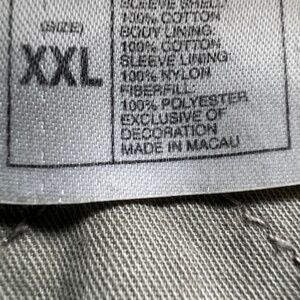 (SIZE)
XXL
SLEEVE SHELL:
100% COTTON
BODY LINING:
100% COTTON
SLEEVE LINING:
100% NYLON
FIBERFILL:
100% POLYESTER
EXCLUSIVE OF
DECORATION
MADE IN MACAU